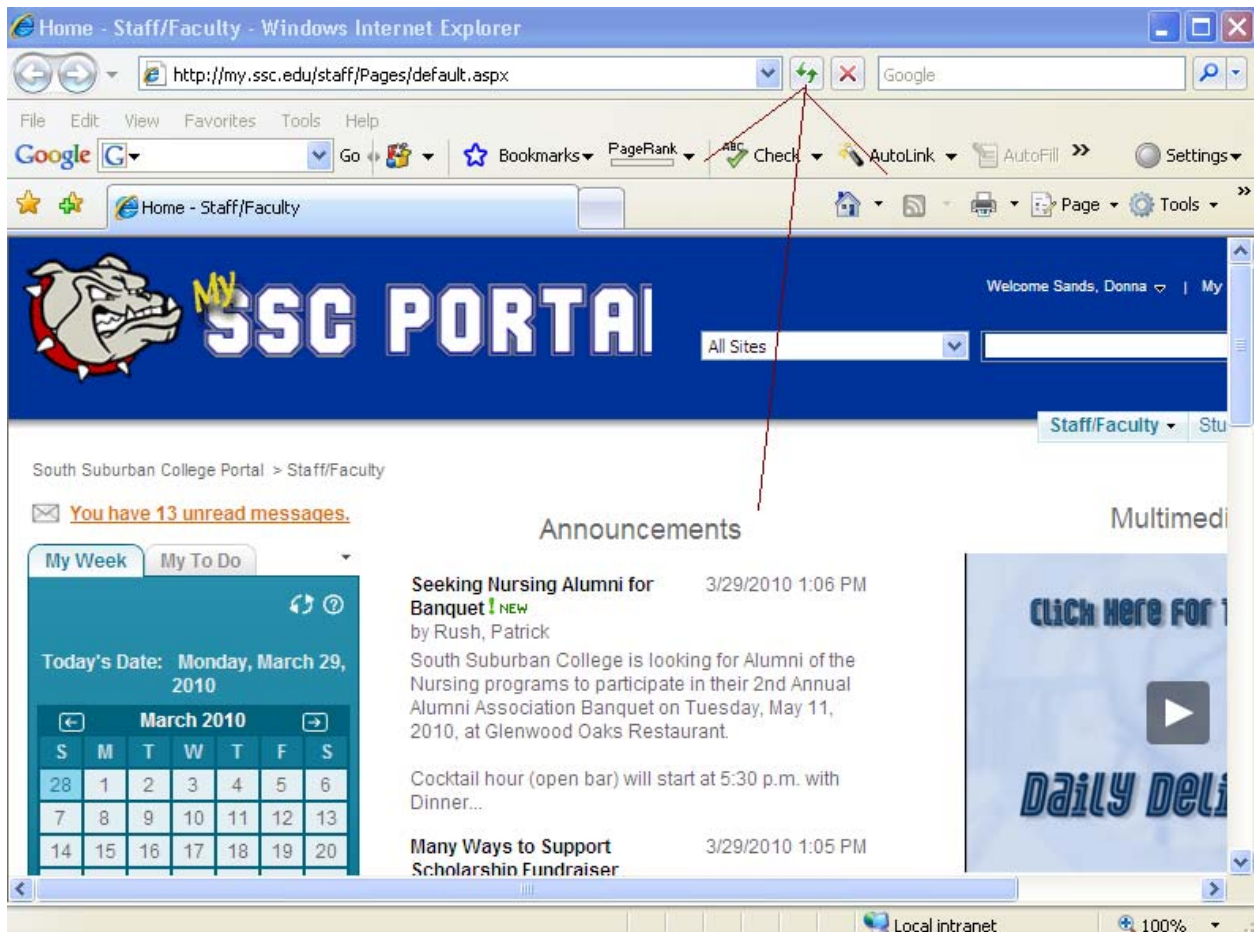 Home - Staff/Faculty - Windows Internet Explorer
http://my.ssc.edu/staff/Pages/default.aspx
Google
File Edit View Favorites Tools Help
Google G Go Bookmarks PageRank ABC Check AutoLink AutoFill » Settings
Home - Staff/Faculty
Page Tools »
My SSC PORTAL
Welcome Sands, Donna | My
All Sites
Staff/Faculty Stu
South Suburban College Portal > Staff/Faculty
You have 13 unread messages.
My Week My To Do
Today's Date: Monday, March 29,
2010
March 2010
S M T W T F S
28 1 2 3 4 5 6
7 8 9 10 11 12 13
14 15 16 17 18 19 20
Announcements
Seeking Nursing Alumni for 3/29/2010 1:06 PM
Banquet ! NEW
by Rush, Patrick
South Suburban College is looking for Alumni of the
Nursing programs to participate in their 2nd Annual
Alumni Association Banquet on Tuesday, May 11,
2010, at Glenwood Oaks Restaurant.
Cocktail hour (open bar) will start at 5:30 p.m. with
Dinner...
Many Ways to Support 3/29/2010 1:05 PM
Scholarship Fundraiser
Multimedi
Click Here For
Daily Deli
Local intranet 100%